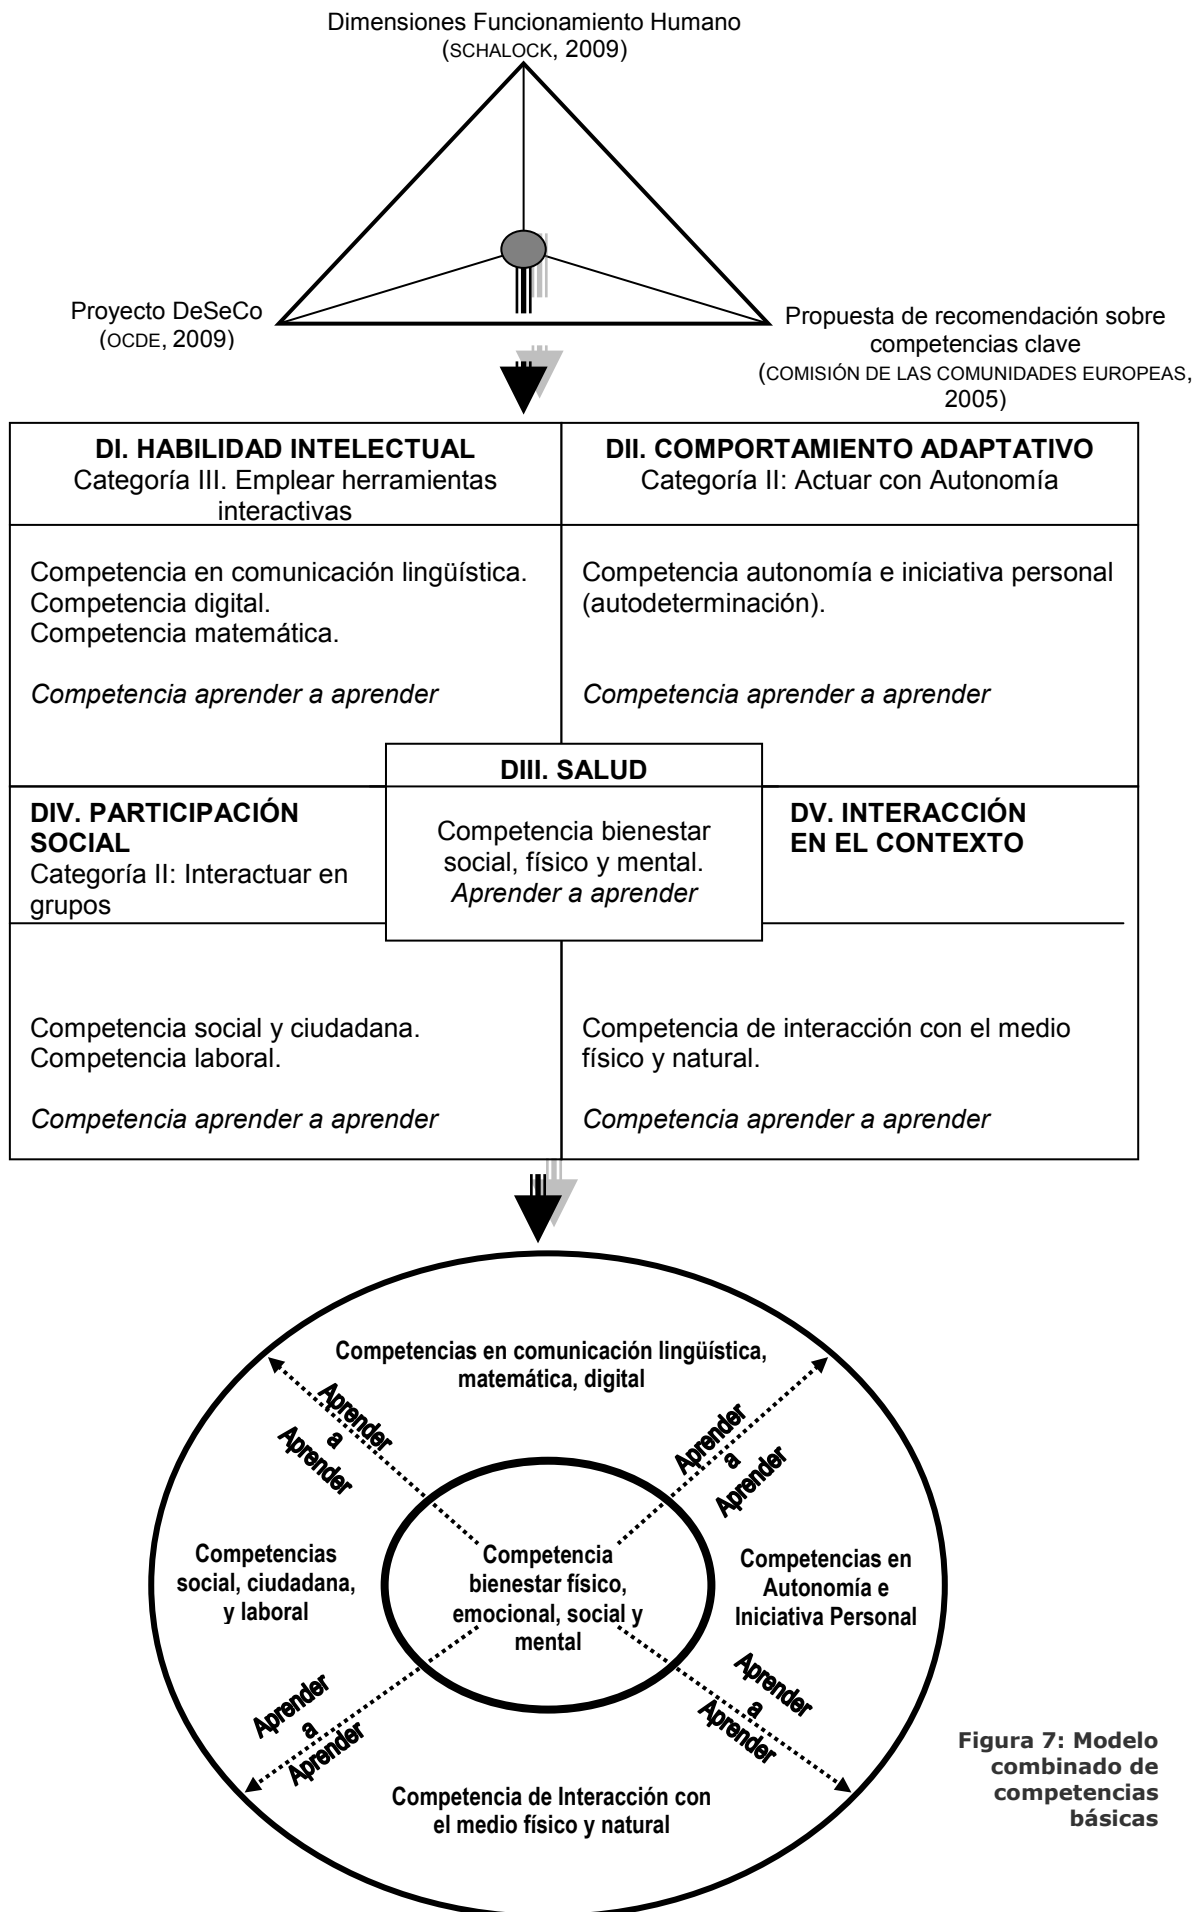 Dimensiones Funcionamiento Humano
(SCHALOCK, 2009)
Proyecto DeSeCo
(OCDE, 2009)
Propuesta de recomendación sobre
competencias clave
(COMISIÓN DE LAS COMUNIDADES EUROPEAS,
2005)
DI. HABILIDAD INTELECTUAL
Categoría III. Emplear herramientas
interactivas
DII. COMPORTAMIENTO ADAPTATIVO
Categoría II: Actuar con Autonomía
Competencia en comunicación lingüística.
Competencia digital.
Competencia matemática.
Competencia aprender a aprender
Competencia autonomía e iniciativa personal
(autodeterminación).
Competencia aprender a aprender
DIII. SALUD
Competencia bienestar
social, físico y mental.
Aprender a aprender
DIV. PARTICIPACIÓN
SOCIAL
Categoría II: Interactuar en
grupos
DV. INTERACCIÓN
EN EL CONTEXTO
Competencia social y ciudadana.
Competencia laboral.
Competencia aprender a aprender
Competencia de interacción con el medio
físico y natural.
Competencia aprender a aprender
Competencias en comunicación lingüística,
matemática, digital
Aprender
a
Aprender
Aprender
a
Aprender
Competencias
social, ciudadana,
y laboral
Competencia
bienestar físico,
emocional, social y
mental
Competencias en
Autonomía e
Iniciativa Personal
Aprender
a
Aprender
Aprender
a
Aprender
Competencia de Interacción con
el medio físico y natural
Figura 7: Modelo
combinado de
competencias
básicas